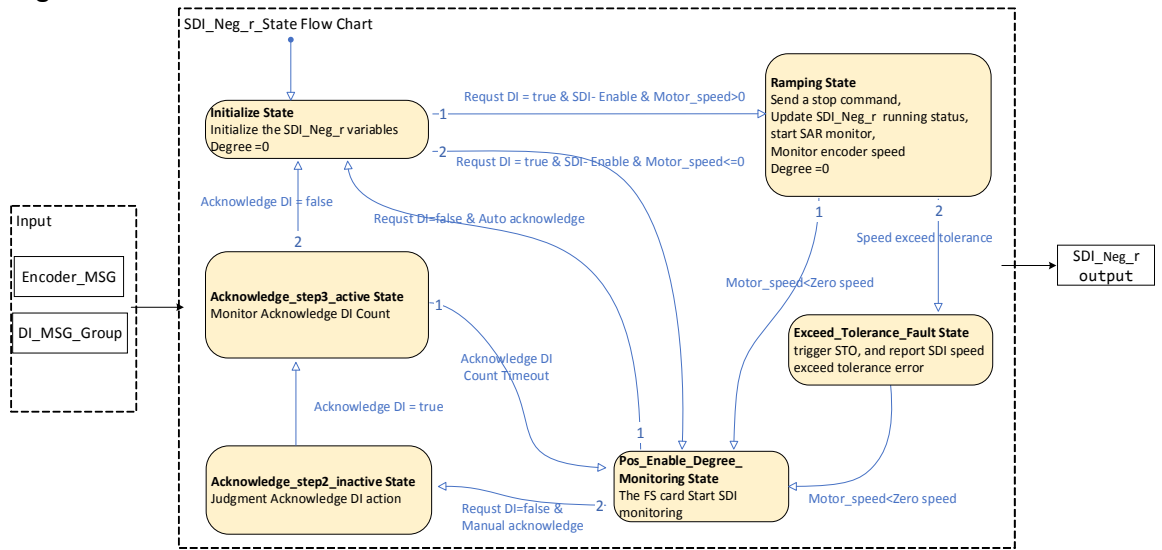 SDI_Neg_r_State Flow Chart
Initialize State
Initialize the SDI_Neg_r variables
Degree =0
1
Requst DI = true & SDI- Enable & Motor_speed>0
2
Requst DI = true & SDI- Enable & Motor_speed<=0
Ramping State
Send a stop command,
Update SDI_Neg_r running status,
start SAR monitor,
Monitor encoder speed
Degree =0
Acknowledge DI = false
2
Requst DI=false & Auto acknowledge
1
2
Speed exceed tolerance
Input
Encoder_MSG
DI_MSG_Group
SDI_Neg_r
output
Acknowledge_step3_active State
Monitor Acknowledge DI Count
1
Motor_speed<Zero speed
Exceed_Tolerance_Fault State
trigger STO, and report SDI speed
exceed tolerance error
Acknowledge DI
Count Timeout
Acknowledge DI = true
1
Acknowledge_step2_inactive State
Judgment Acknowledge DI action
Pos_Enable_Degree_
Monitoring State
The FS card Start SDI
monitoring
2
Requst DI=false &
Manual acknowledge
Motor_speed<Zero speed